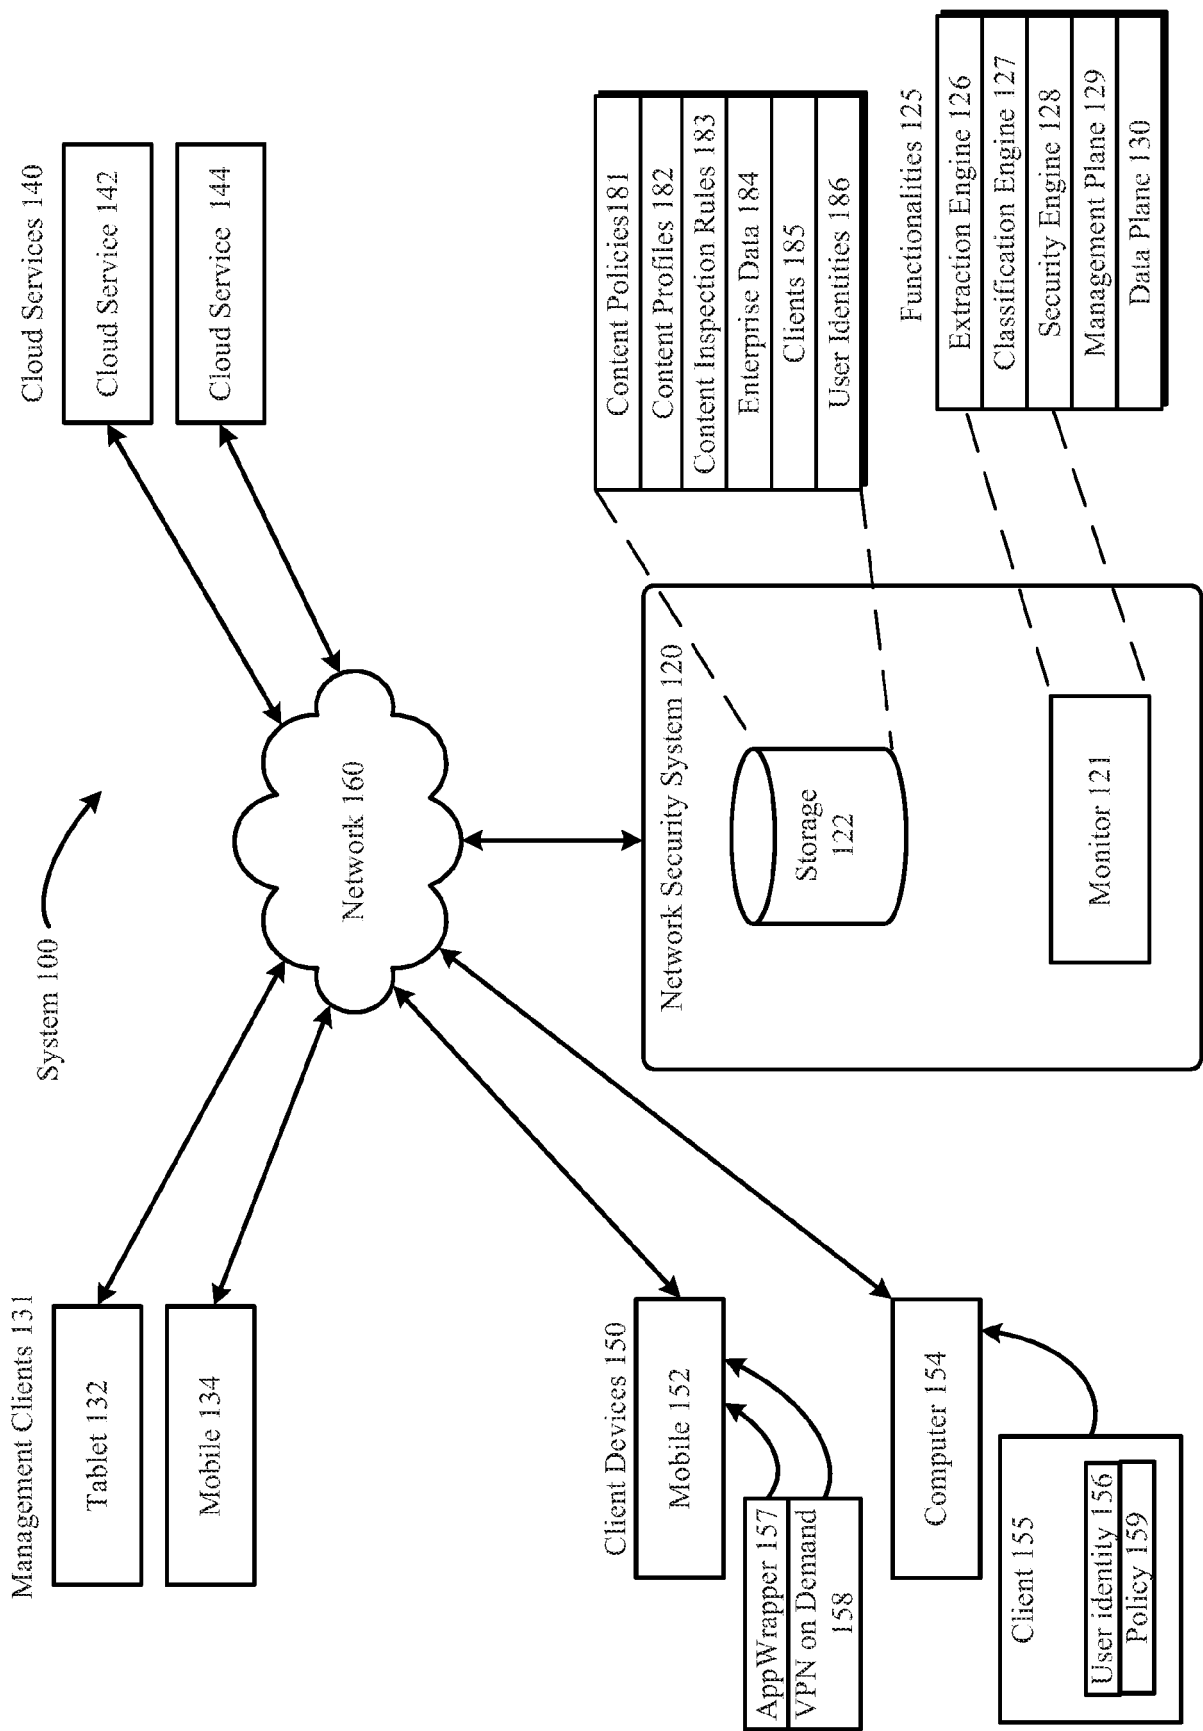 System 100
Management Clients 131
Tablet 132
Mobile 134
Cloud Services 140
Cloud Service 142
Cloud Service 144
Network 160
Client Devices 150
Mobile 152
AppWrapper 157
VPN on Demand
158
Computer 154
Client 155
User identity 156
Policy 159
Network Security System 120
Storage
122
Monitor 121
Content Policies181
Content Profiles 182
Content Inspection Rules 183
Enterprise Data 184
Clients 185
User Identities 186
Functionalities 125
Extraction Engine 126
Classification Engine 127
Security Engine 128
Management Plane 129
Data Plane 130